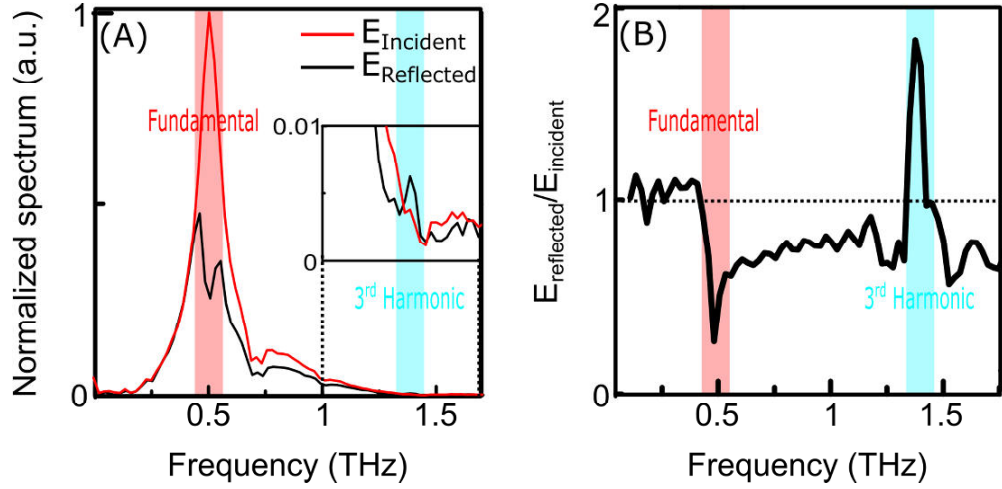 (A)
E_Incident
E_Reflected
Fundamental
3rd Harmonic
Normalized spectrum (a.u.)
1
0
0.01
0
0.5
1
1.5
Frequency (THz)
(B)
Fundamental
3rd Harmonic
E_reflected/E_incident
2
1
0
0.5
1
1.5
Frequency (THz)